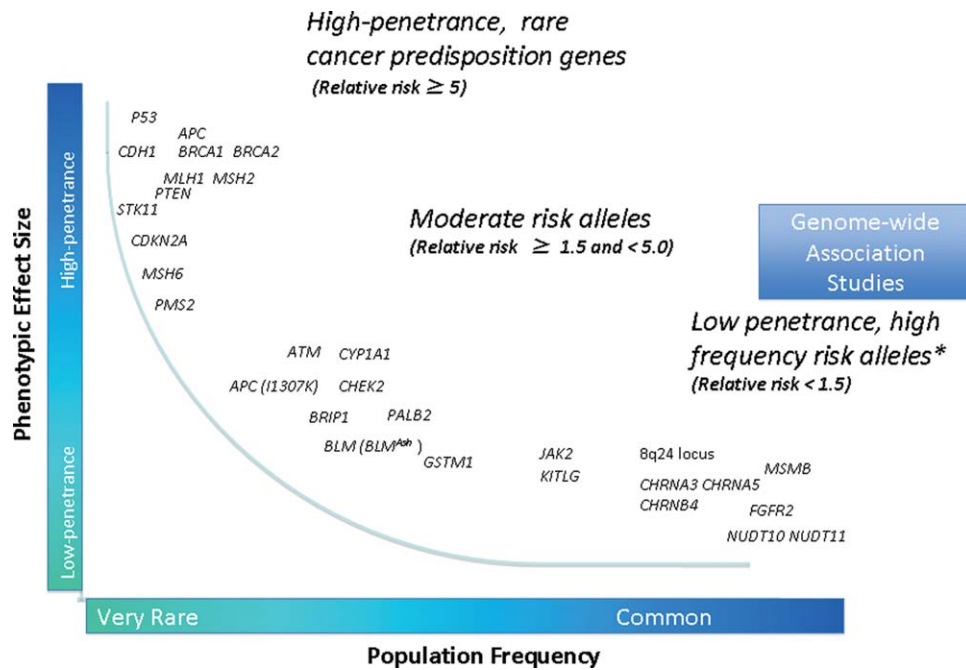 High-penetrance, rare
cancer predisposition genes
(Relative risk ≥ 5)
P53
APC
CDH1 BRCA1 BRCA2
MLH1 MSH2
PTEN
STK11
CDKN2A
MSH6
PMS2
Moderate risk alleles
(Relative risk ≥ 1.5 and < 5.0)
Genome-wide
Association
Studies
Low penetrance, high
frequency risk alleles*
(Relative risk < 1.5)
ATM CYP1A1
APC (I1307K) CHEK2
BRIP1 PALB2
BLM (BLM^Ash )
GSTM1
JAK2
KITLG
8q24 locus
MSMB
CHRNA3 CHRNA5
CHRNB4
FGFR2
NUDT10 NUDT11
Phenotypic Effect Size
High-penetrance
Low-penetrance
Very Rare
Common
Population Frequency